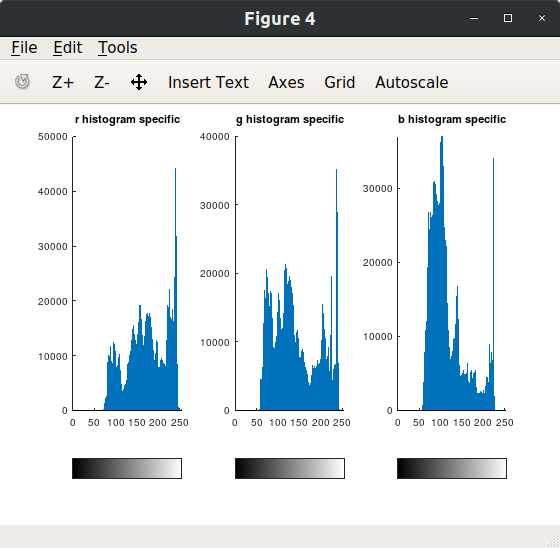 Figure 4
File Edit Tools
Z+ Z- Insert Text Axes Grid Autoscale
r histogram specific g histogram specific b histogram specific
50000 40000
40000
30000
30000
30000
20000
20000
20000
10000
10000
10000
0 0 0
0 50 100 150 200 250 0 50 100 150 200 250 0 50 100 150 200 250